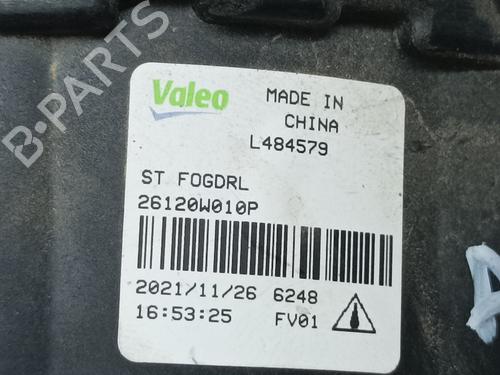 B-PARTS
Valeo
MADE IN
CHINA
L484579
ST FOGDRL
26120W010P
2021/11/26 6248
16:53:25 FV01